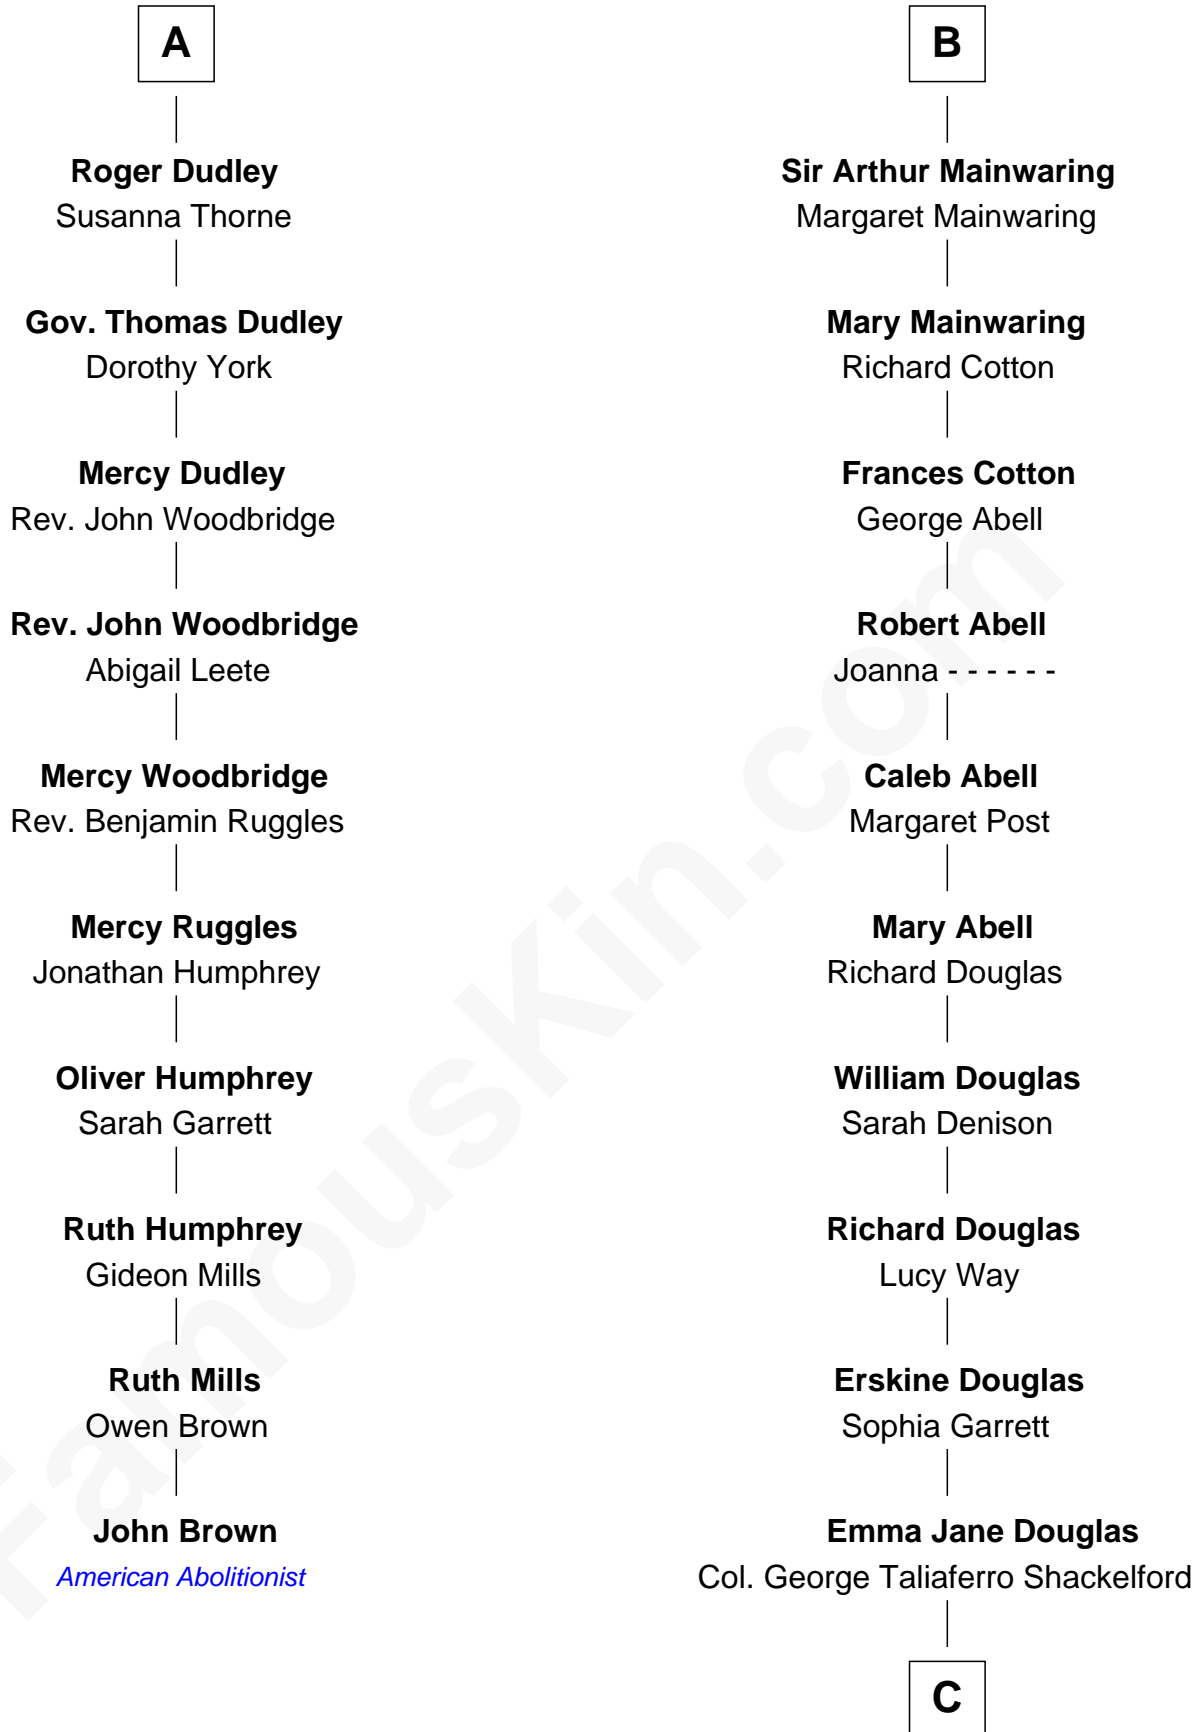 A
Roger Dudley
Susanna Thorne
Gov. Thomas Dudley
Dorothy York
Mercy Dudley
Rev. John Woodbridge
Rev. John Woodbridge
Abigail Leete
Mercy Woodbridge
Rev. Benjamin Ruggles
Mercy Ruggles
Jonathan Humphrey
Oliver Humphrey
Sarah Garrett
Ruth Humphrey
Gideon Mills
Ruth Mills
Owen Brown
John Brown
American Abolitionist
B
Sir Arthur Mainwaring
Margaret Mainwaring
Mary Mainwaring
Richard Cotton
Frances Cotton
George Abell
Robert Abell
Joanna - - - - - -
Caleb Abell
Margaret Post
Mary Abell
Richard Douglas
William Douglas
Sarah Denison
Richard Douglas
Lucy Way
Erskine Douglas
Sophia Garrett
Emma Jane Douglas
Col. George Taliaferro Shackelford
C
FamousKin.com